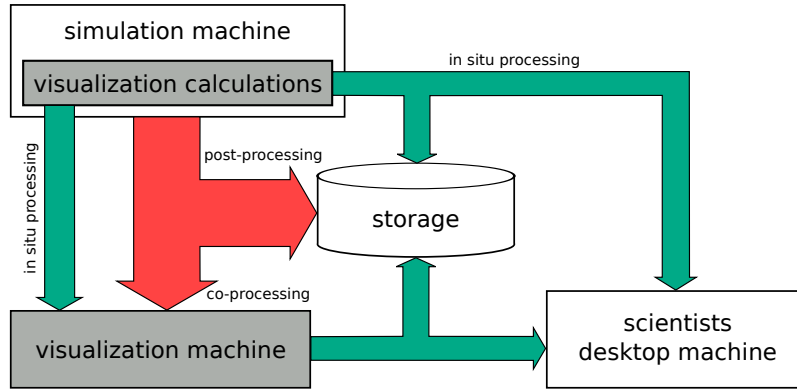 simulation machine
visualization calculations
in situ processing
post-processing
in situ processing
storage
co-processing
visualization machine
scientists
desktop machine